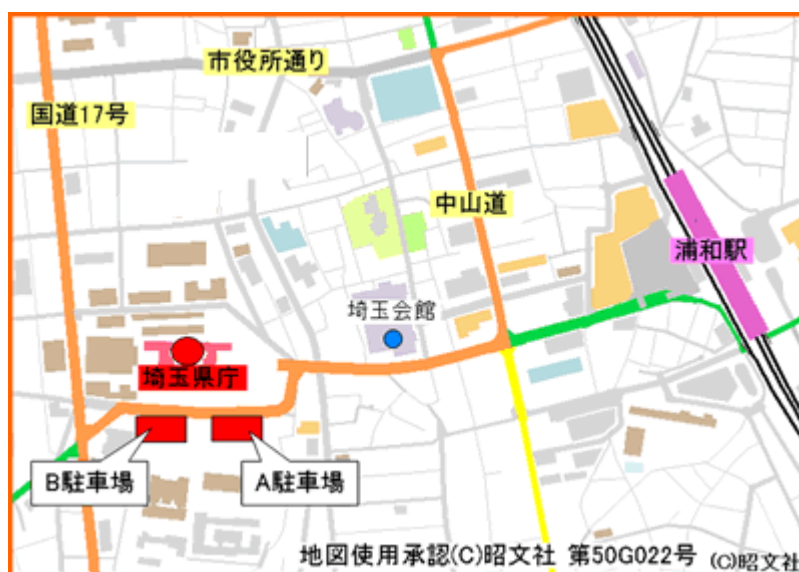 市役所通り
国道17号
中山道
浦和駅
埼玉会館
埼玉県庁
B駐車場
A駐車場
地図使用承認(C)昭文社 第50G022号
(C)昭文社